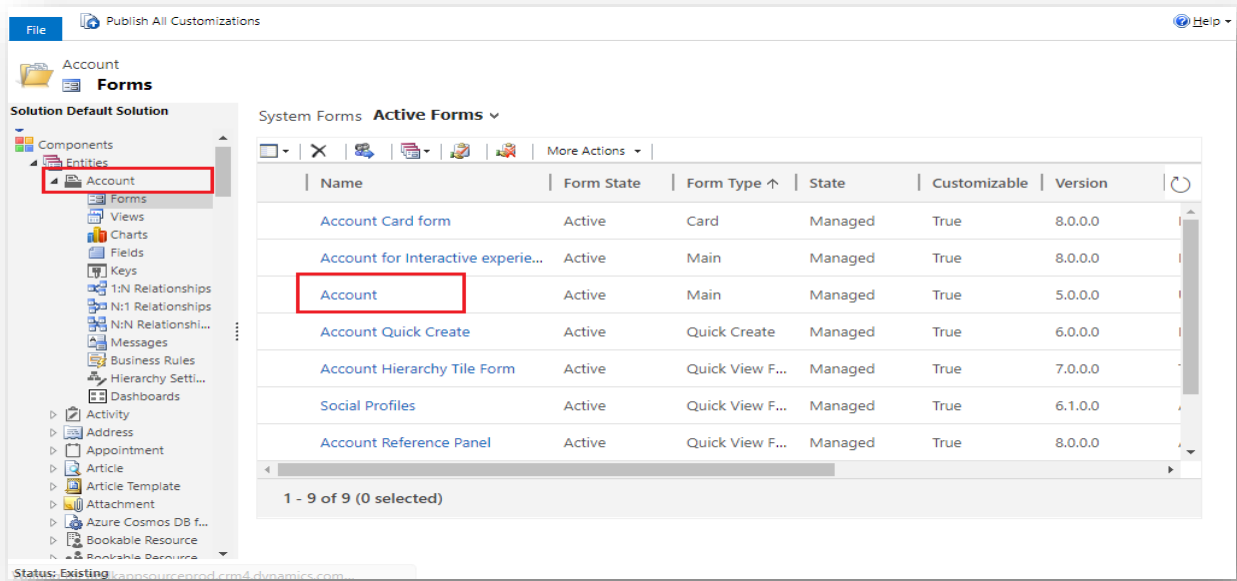 File
Publish All Customizations
Help
Account
Forms
Solution Default Solution
System Forms Active Forms
Components
Entities
Account
Forms
Views
Charts
Fields
Keys
1:N Relationships
N:1 Relationships
N:N Relationshi...
Messages
Business Rules
Hierarchy Setti...
Dashboards
Activity
Address
Appointment
Article
Article Template
Attachment
Azure Cosmos DB f...
Bookable Resource
Bookable Resource
More Actions
Name Form State Form Type ↑ State Customizable Version
Account Card form Active Card Managed True 8.0.0.0
Account for Interactive experie... Active Main Managed True 8.0.0.0
Account Active Main Managed True 5.0.0.0
Account Quick Create Active Quick Create Managed True 6.0.0.0
Account Hierarchy Tile Form Active Quick View F... Managed True 7.0.0.0
Social Profiles Active Quick View F... Managed True 6.1.0.0
Account Reference Panel Active Quick View F... Managed True 8.0.0.0
1 - 9 of 9 (0 selected)
Status: Existing